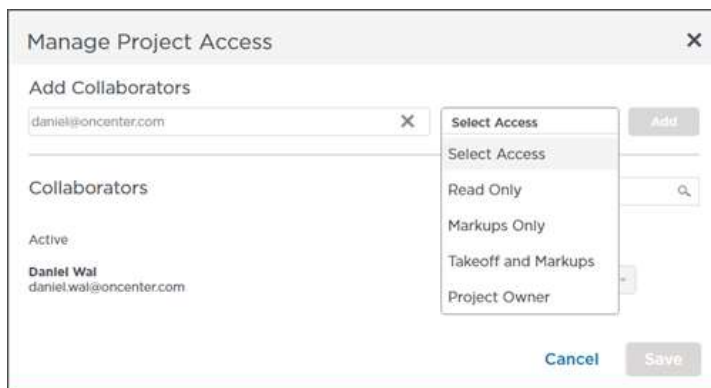 Manage Project Access
Add Collaborators
daniel@oncenter.com
Select Access
Add
Select Access
Collaborators
Read Only
Markups Only
Active
Takeoff and Markups
Daniel Wal
daniel.wal@oncenter.com
Project Owner
Cancel
Save